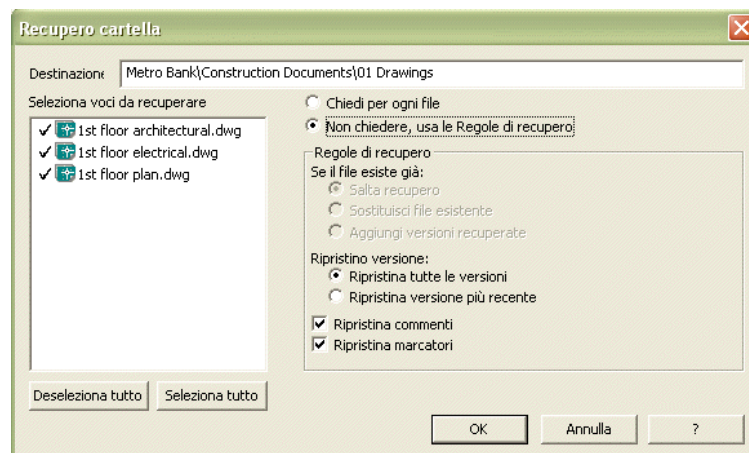 Recupero cartella
Destinazione
Metro Bank\Construction Documents\01 Drawings
Seleziona voci da recuperare
1st floor architectural.dwg
1st floor electrical.dwg
1st floor plan.dwg
Deseleziona tutto
Seleziona tutto
Chiedi per ogni file
Non chiedere, usa le Regole di recupero
Regole di recupero
Se il file esiste già:
Salta recupero
Sostituisci file esistente
Aggiungi versioni recuperate
Ripristino versione:
Ripristina tutte le versioni
Ripristina versione più recente
Ripristina commenti
Ripristina marcatori
OK
Annulla
?